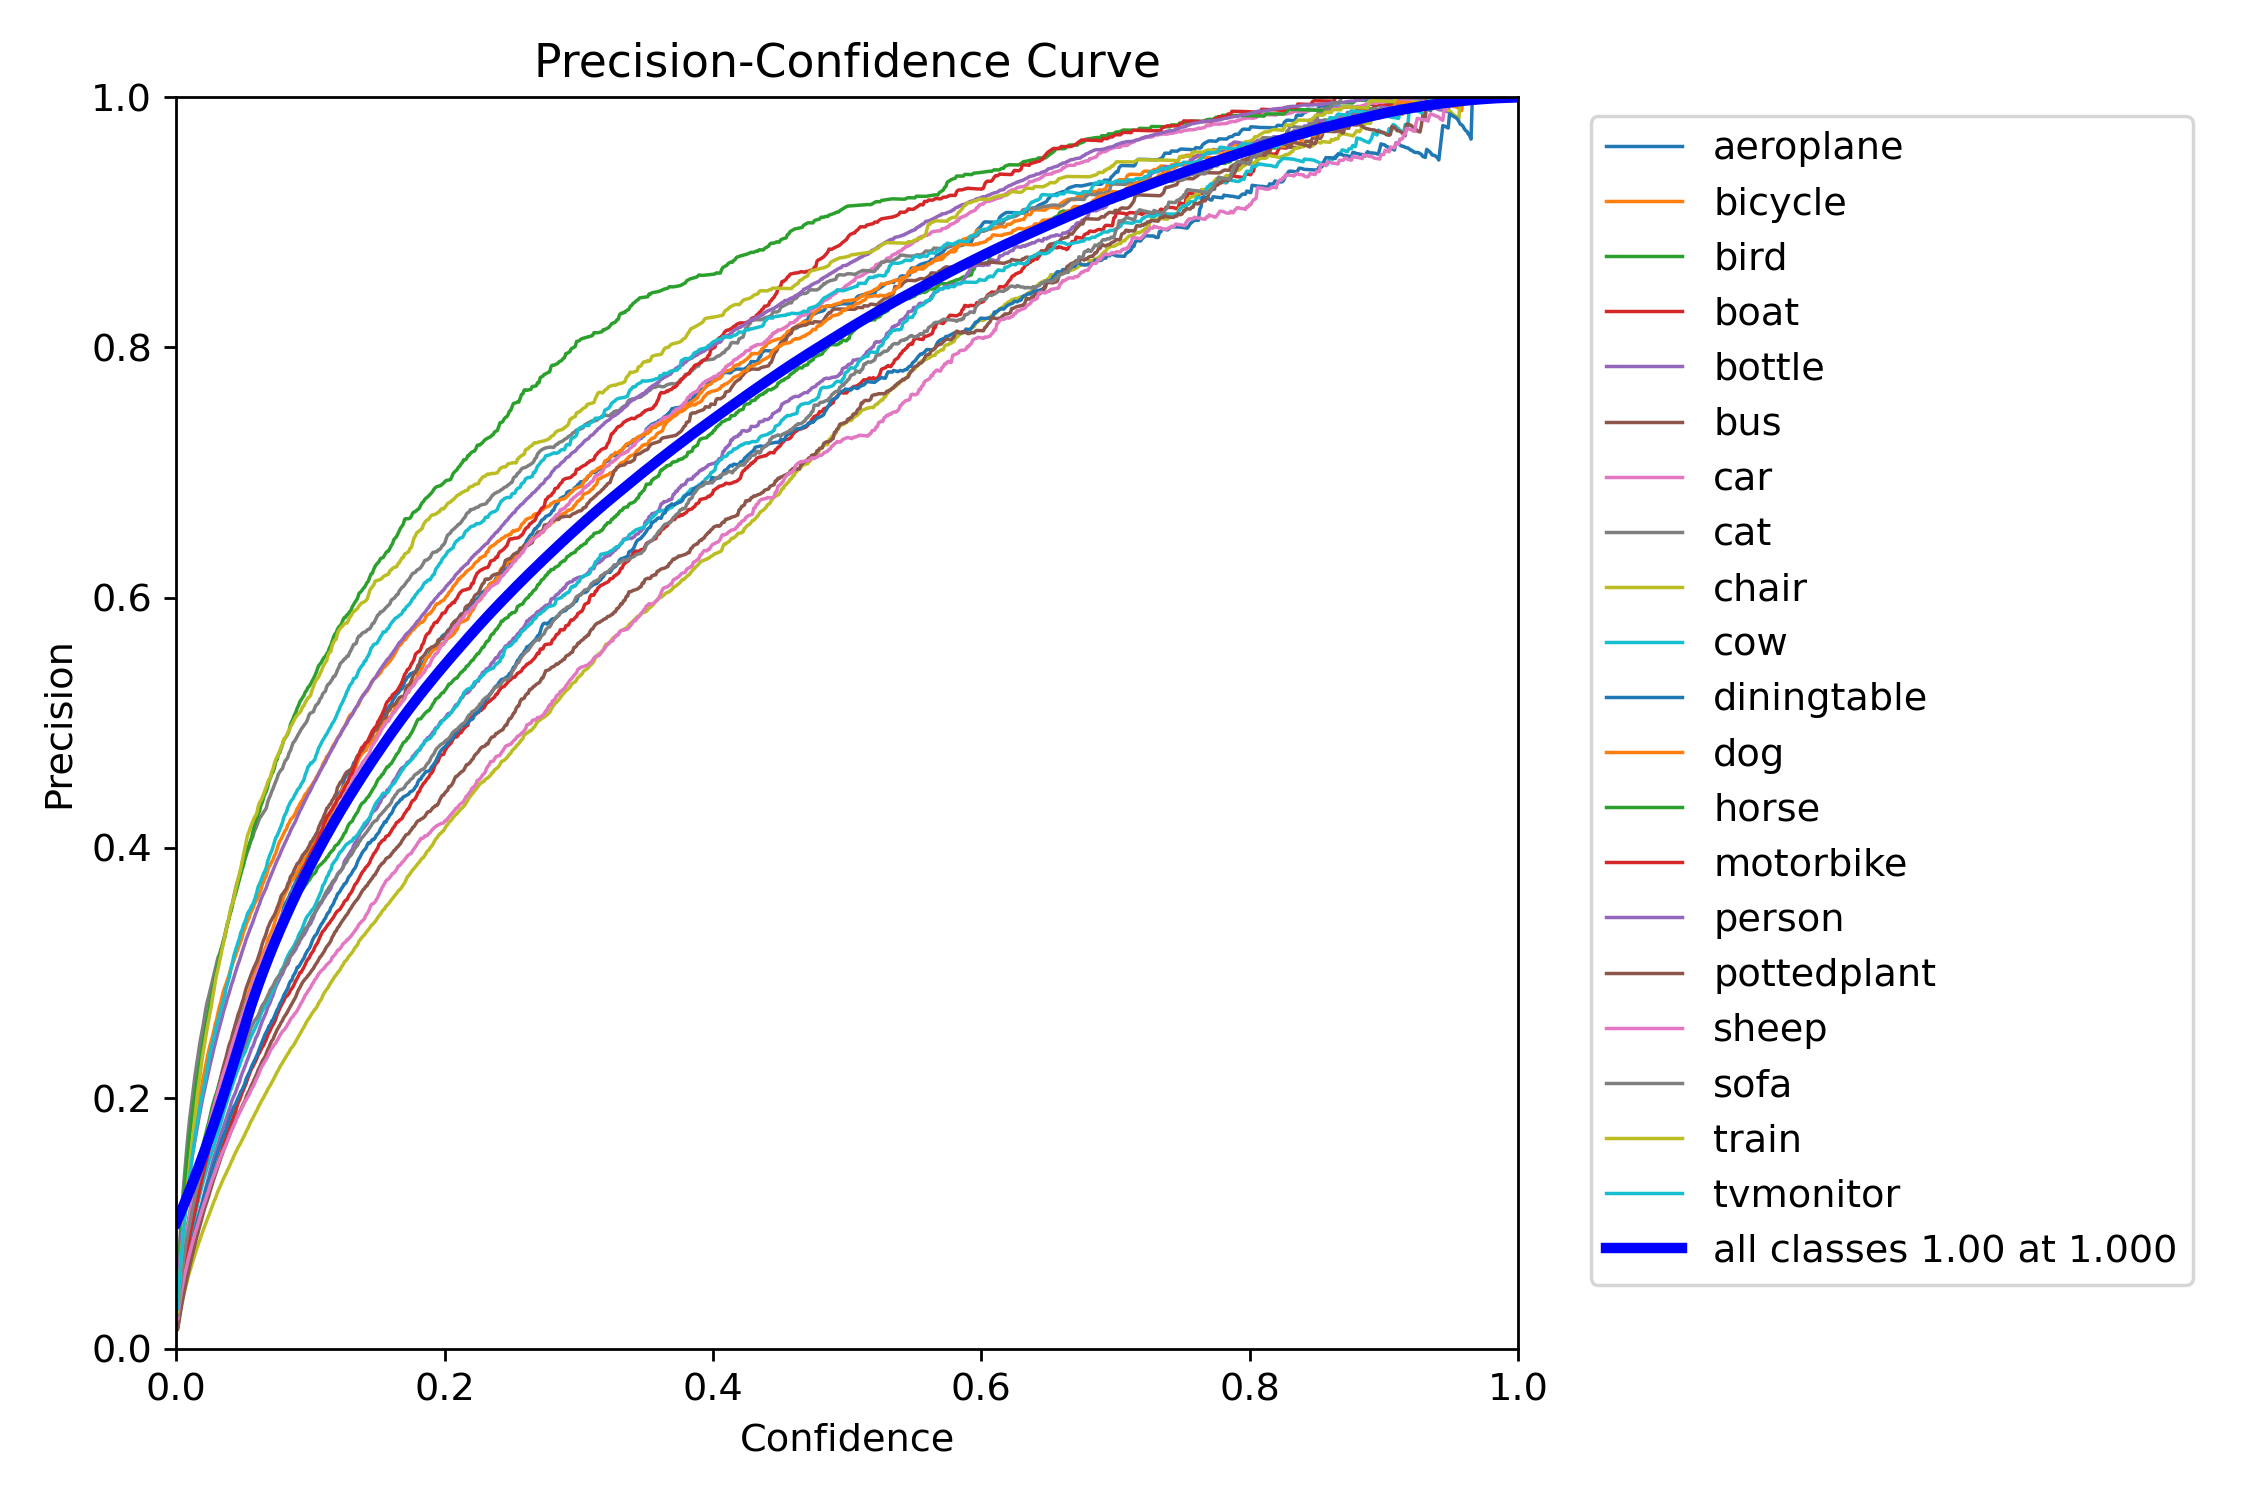 Precision-Confidence Curve
1.0
0.8
0.6
0.4
0.2
0.0
Precision
0.0 0.2 0.4 0.6 0.8 1.0
Confidence
aeroplane
bicycle
bird
boat
bottle
bus
car
cat
chair
cow
diningtable
dog
horse
motorbike
person
pottedplant
sheep
sofa
train
tvmonitor
all classes 1.00 at 1.000